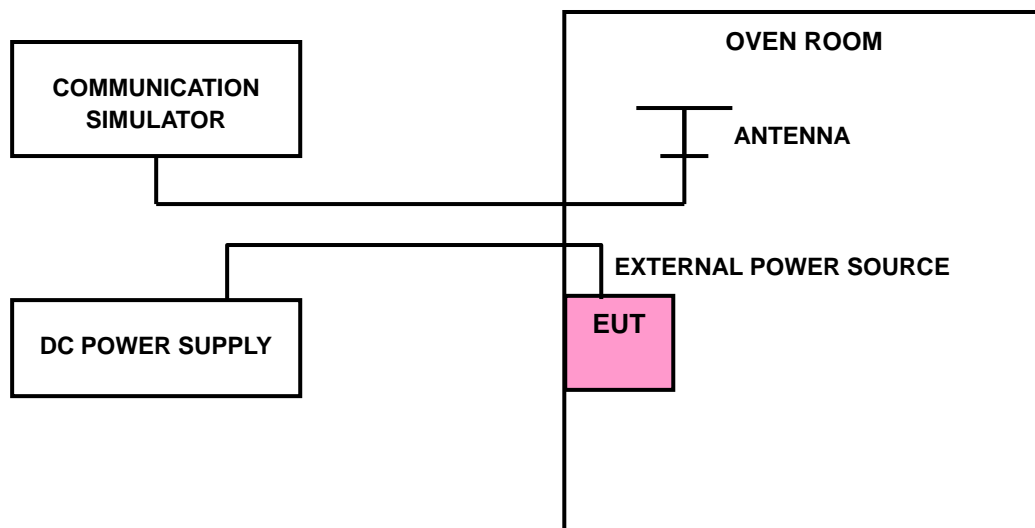 OVEN ROOM
COMMUNICATION
SIMULATOR
ANTENNA
EXTERNAL POWER SOURCE
EUT
DC POWER SUPPLY